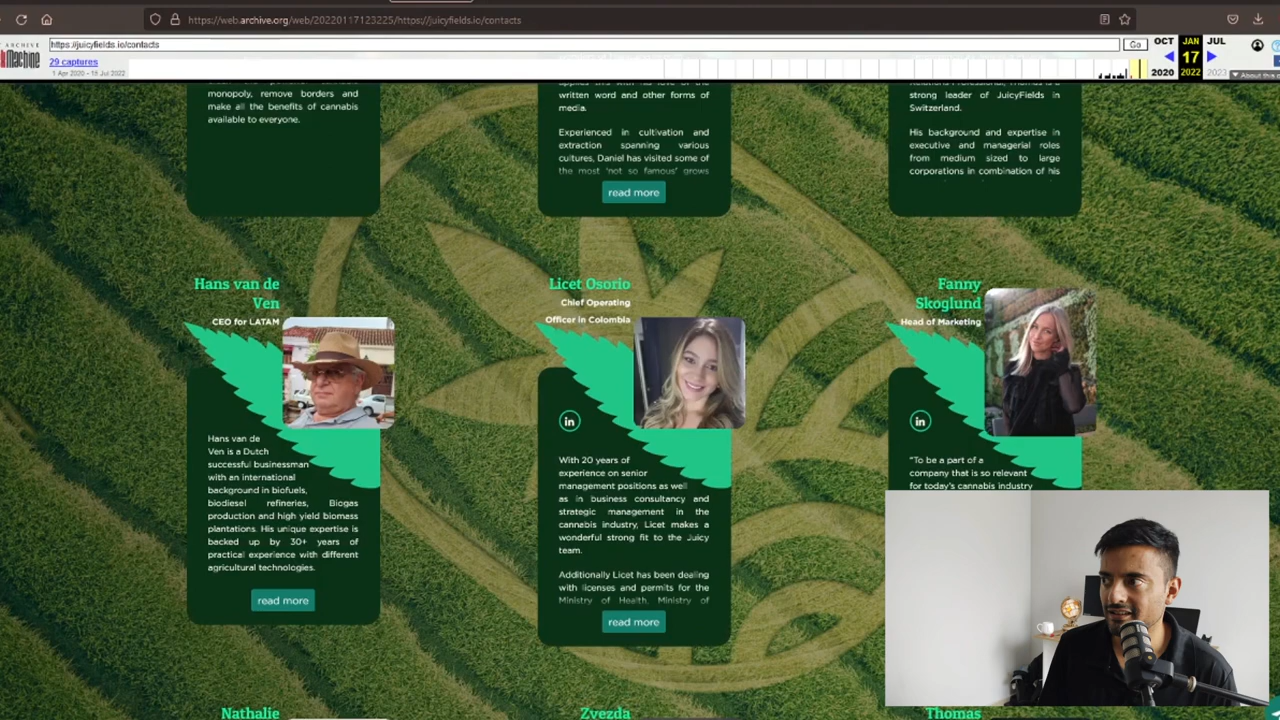 https://web.archive.org/web/20220117123225/https://juicyfields.io/contacts
https://juicyfields.io/contacts
Go
OCT
JAN
JUL
29 captures
17
1 Apr 2020 – 15 Jul 2022
2020
2022
2023
About this
monopoly, remove borders and
make all the benefits of cannabis
available to everyone.
written word and other forms of
media.
Experienced in cultivation and
extraction spanning various
cultures, Daniel has visited some of
the most 'not so famous' grows
read more
strong leader of JuicyFields in
Switzerland.
His background and expertise in
executive and managerial roles
from medium sized to large
corporations in combination of his
Hans van de
Ven
CEO for LATAM
Hans van de
Ven is a Dutch
successful businessman
with an international
background in biofuels,
biodiesel refineries, Biogas
production and high yield biomass
plantations. His unique expertise is
backed up by 30+ years of
practical experience with different
agricultural technologies.
read more
Licet Osorio
Chief Operating
Officer in Colombia
in
With 20 years of
experience on senior
management positions as well
as in business consultancy and
strategic management in the
cannabis industry, Licet makes a
wonderful strong fit to the Juicy
team.
Additionally Licet has been dealing
with licenses and permits for the
Ministry of Health, Ministry of
read more
Fanny
Skoglund
Head of Marketing
in
"To be a part of a
company that is so relevant
for today's cannabis industry
Nathalie
Zvezda
Thomas